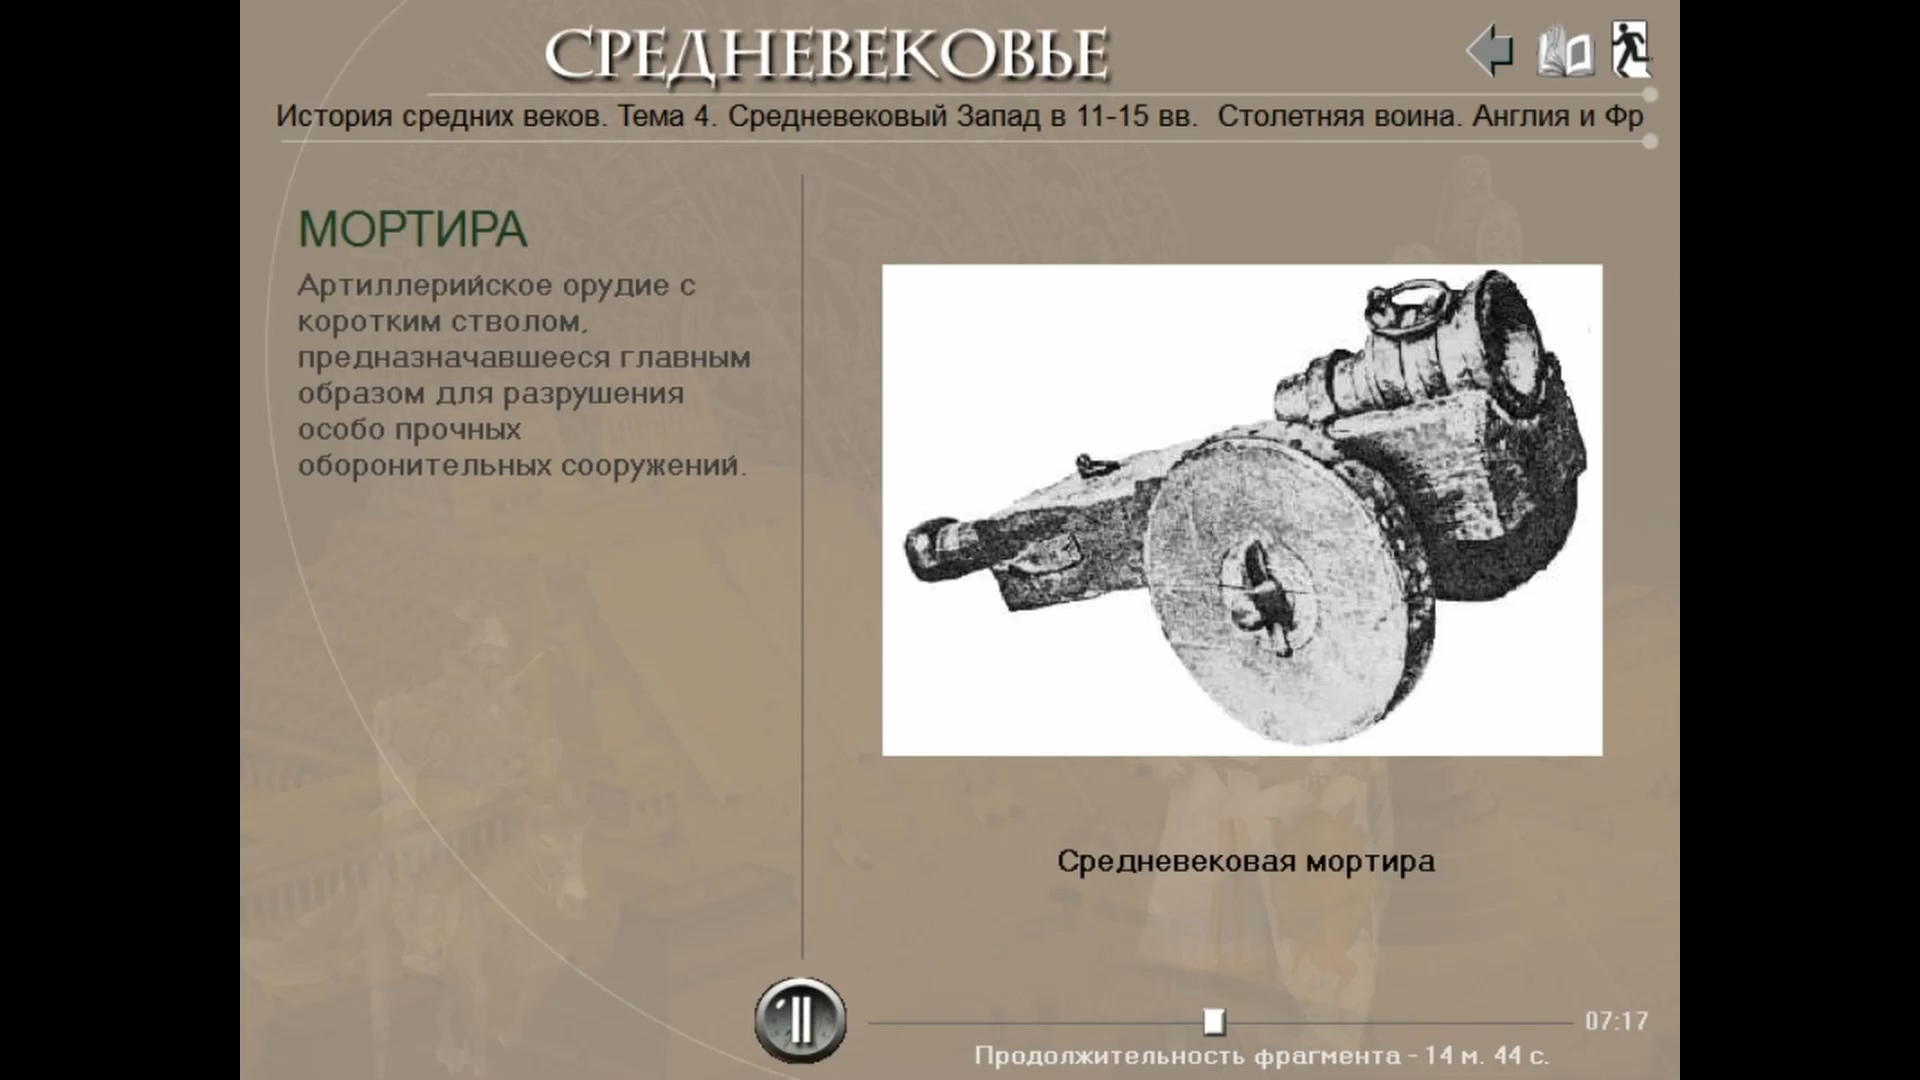 СРЕДНЕВЕКОВЬЕ
История средних веков. Тема 4. Средневековый Запад в 11-15 вв. Столетняя воина. Англия и Фр
МОРТИРА
Артиллерийское орудие с
коротким стволом,
предназначавшееся главным
образом для разрушения
особо прочных
оборонительных сооружений.
Средневековая мортира
07:17
Продолжительность фрагмента - 14 м. 44 с.